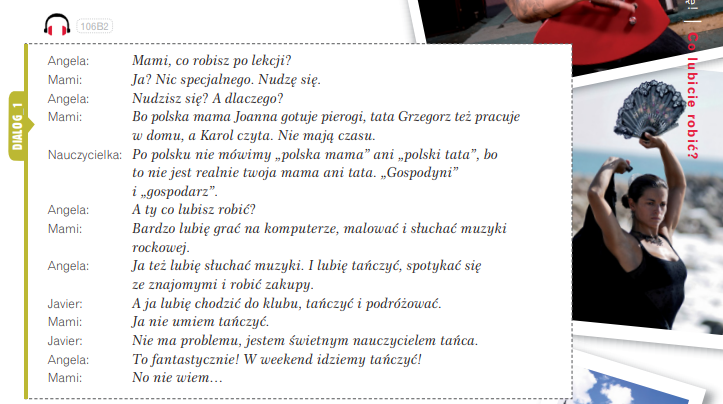 106B2
Angela: Mami, co robisz po lekcji?
Mami: Ja? Nic specjalnego. Nudzę się.
Angela: Nudzisz się? A dlaczego?
Mami: Bo polska mama Joanna gotuje pierogi, tata Grzegorz też pracuje
w domu, a Karol czyta. Nie mają czasu.
Nauczycielka: Po polsku nie mówimy „polska mama” ani „polski tata”, bo
to nie jest realnie twoja mama ani tata. „Gospodyni”
i „gospodarz”.
Angela: A ty co lubisz robić?
Mami: Bardzo lubię grać na komputerze, malować i słuchać muzyki
rockowej.
Angela: Ja też lubię słuchać muzyki. I lubię tańczyć, spotykać się
ze znajomymi i robić zakupy.
Javier: A ja lubię chodzić do klubu, tańczyć i podróżować.
Mami: Ja nie umiem tańczyć.
Javier: Nie ma problemu, jestem świetnym nauczycielem tańca.
Angela: To fantastycznie! W weekend idziemy tańczyć!
Mami: No nie wiem…
DIALOG_1
| Co lubicie robić?